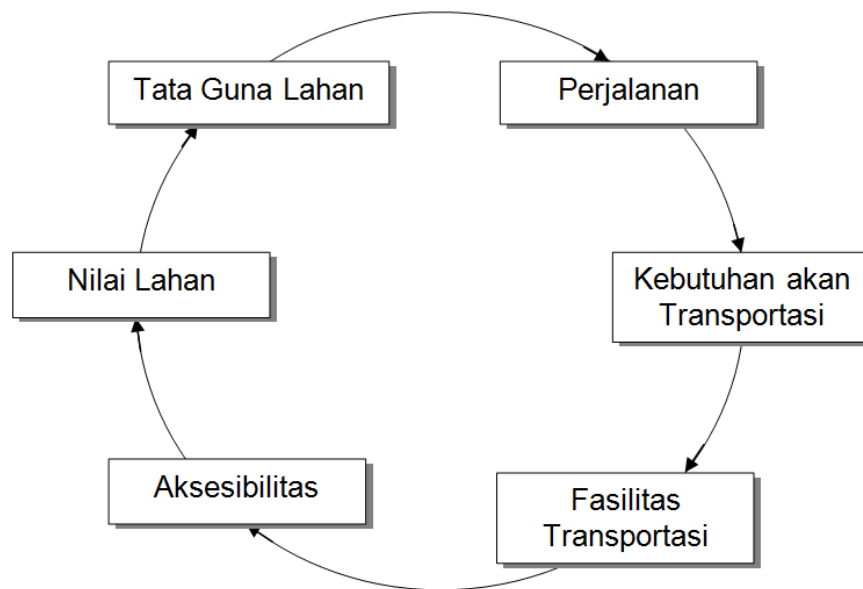 Tata Guna Lahan
Perjalanan
Kebutuhan akan
Transportasi
Fasilitas
Transportasi
Aksesibilitas
Nilai Lahan